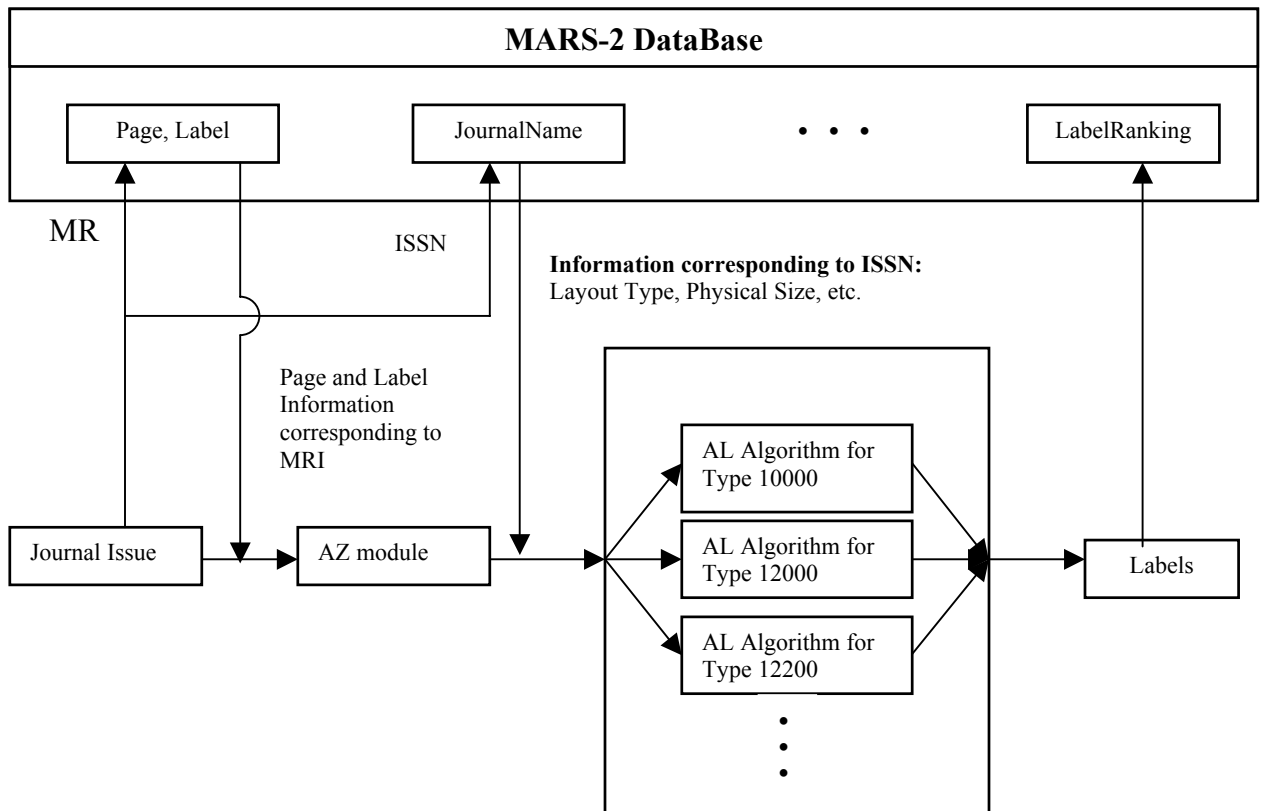 MARS-2 DataBase
Page, Label
JournalName
• • •
LabelRanking
MR
ISSN
Information corresponding to ISSN:
Layout Type, Physical Size, etc.
Page and Label
Information
corresponding to
MRI
AL Algorithm for
Type 10000
Journal Issue
AZ module
AL Algorithm for
Type 12000
Labels
AL Algorithm for
Type 12200
•
•
•